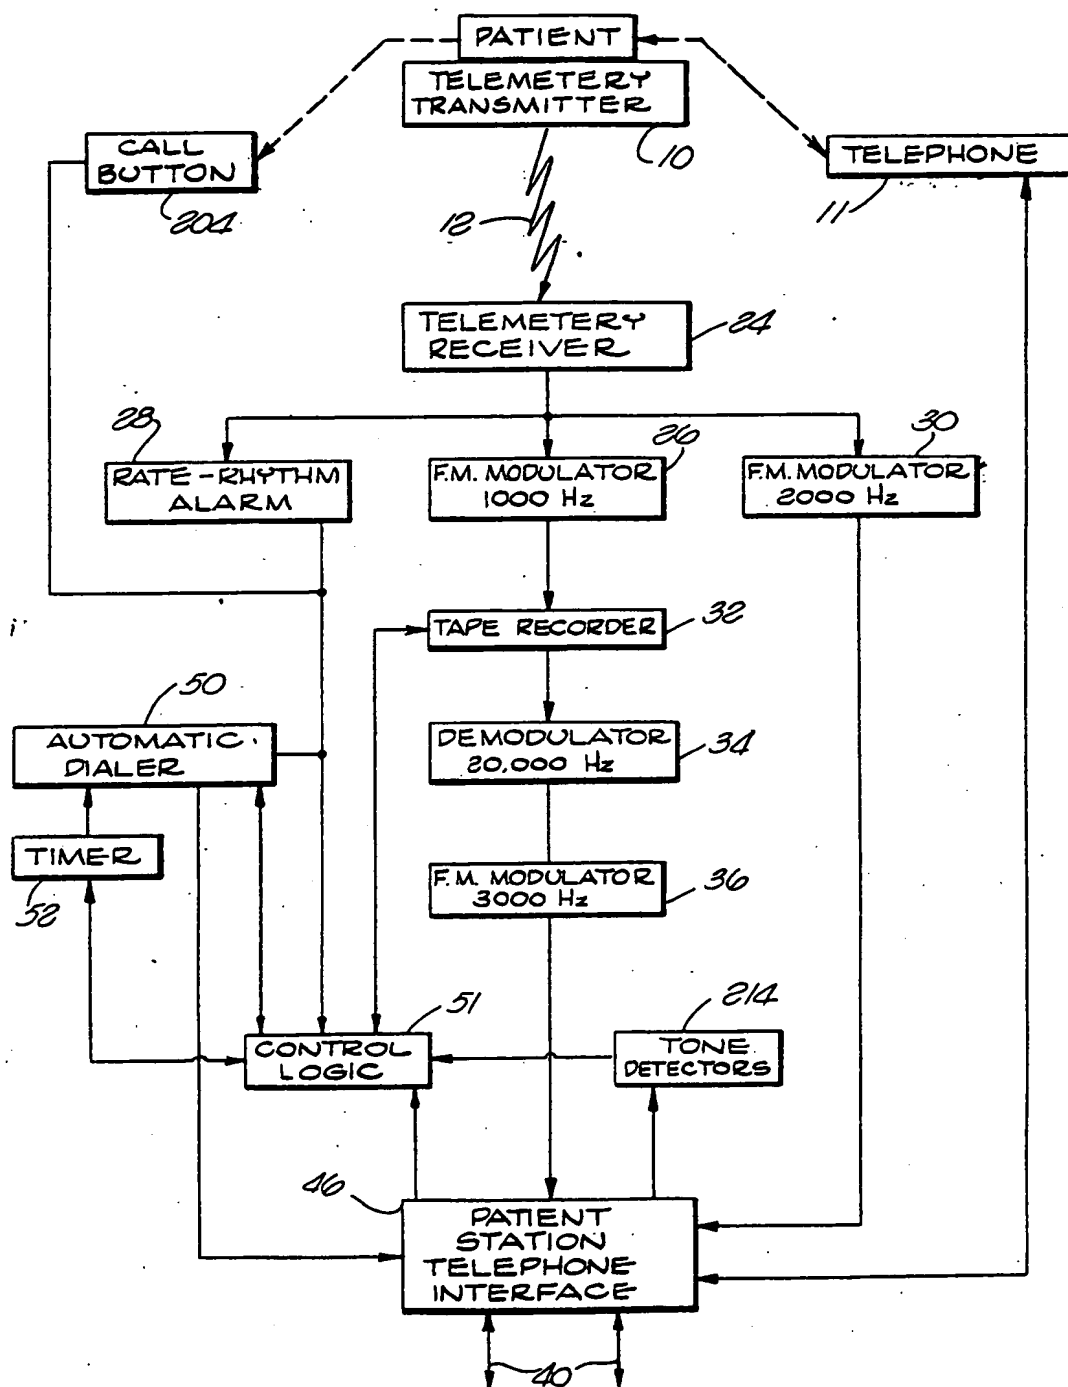 PATIENT
TELEMETERY
TRANSMITTER
10
CALL
BUTTON
204
TELEPHONE
11
12
TELEMETERY
RECEIVER
24
28
RATE-RHYTHM
ALARM
26
F.M. MODULATOR
1000 Hz
30
F.M. MODULATOR
2000 Hz
TAPE RECORDER
32
50
AUTOMATIC
DIALER
DEMODULATOR
20,000 Hz
34
TIMER
52
F.M. MODULATOR
3000 Hz
36
51
CONTROL
LOGIC
214
TONE
DETECTORS
46
PATIENT
STATION
TELEPHONE
INTERFACE
40